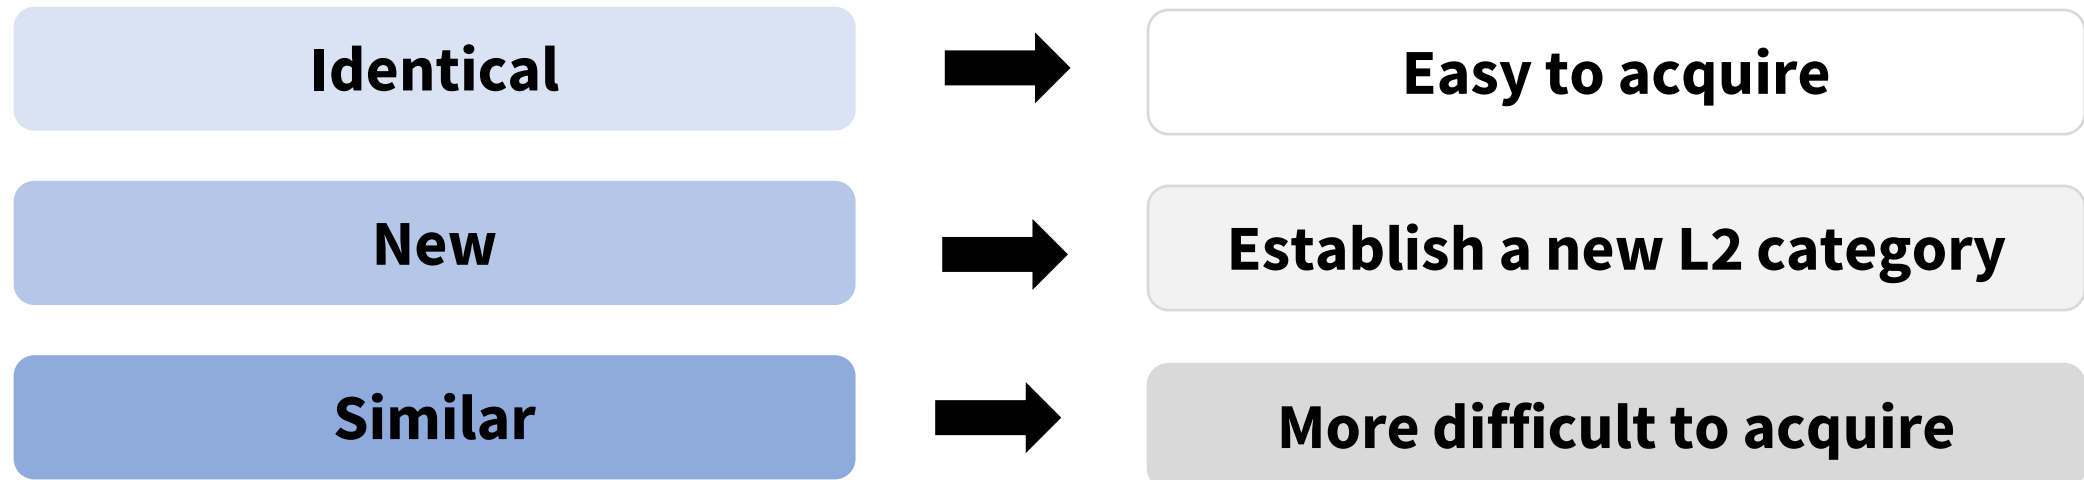 Identical
Easy to acquire
New
Establish a new L2 category
Similar
More difficult to acquire